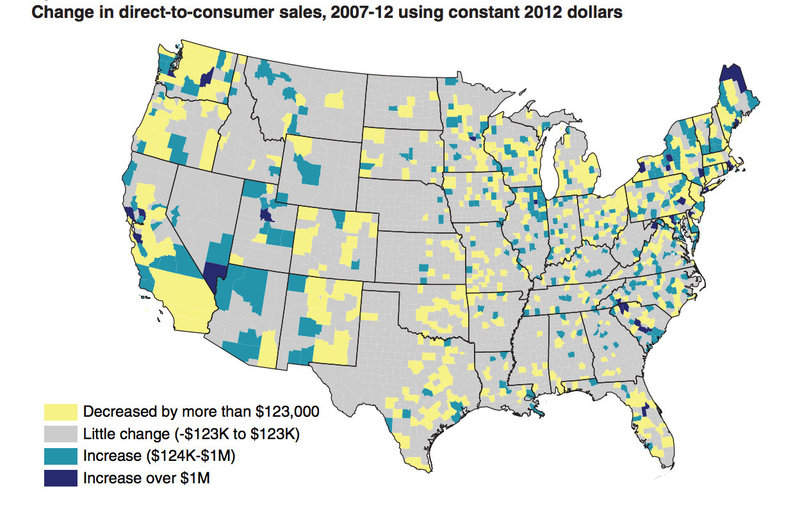 Change in direct-to-consumer sales, 2007-12 using constant 2012 dollars
Decreased by more than $123,000
Little change (-$123K to $123K)
Increase ($124K-$1M)
Increase over $1M